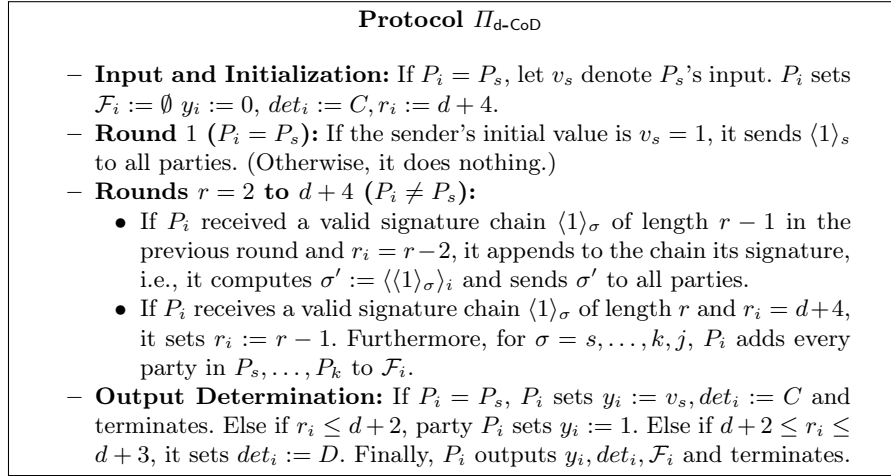 Protocol Π_d-CoD
– Input and Initialization: If P_i = P_s, let v_s denote P_s's input. P_i sets
F_i := ∅ y_i := 0, det_i := C, r_i := d + 4.
– Round 1 (P_i = P_s): If the sender's initial value is v_s = 1, it sends ⟨1⟩_s
to all parties. (Otherwise, it does nothing.)
– Rounds r = 2 to d + 4 (P_i ≠ P_s):
• If P_i received a valid signature chain ⟨1⟩_σ of length r − 1 in the
previous round and r_i = r−2, it appends to the chain its signature,
i.e., it computes σ′ := ⟨⟨1⟩_σ⟩_i and sends σ′ to all parties.
• If P_i receives a valid signature chain ⟨1⟩_σ of length r and r_i = d+4,
it sets r_i := r − 1. Furthermore, for σ = s, . . . , k, j, P_i adds every
party in P_s, . . . , P_k to F_i.
– Output Determination: If P_i = P_s, P_i sets y_i := v_s, det_i := C and
terminates. Else if r_i ≤ d + 2, party P_i sets y_i := 1. Else if d + 2 ≤ r_i ≤
d + 3, it sets det_i := D. Finally, P_i outputs y_i, det_i, F_i and terminates.